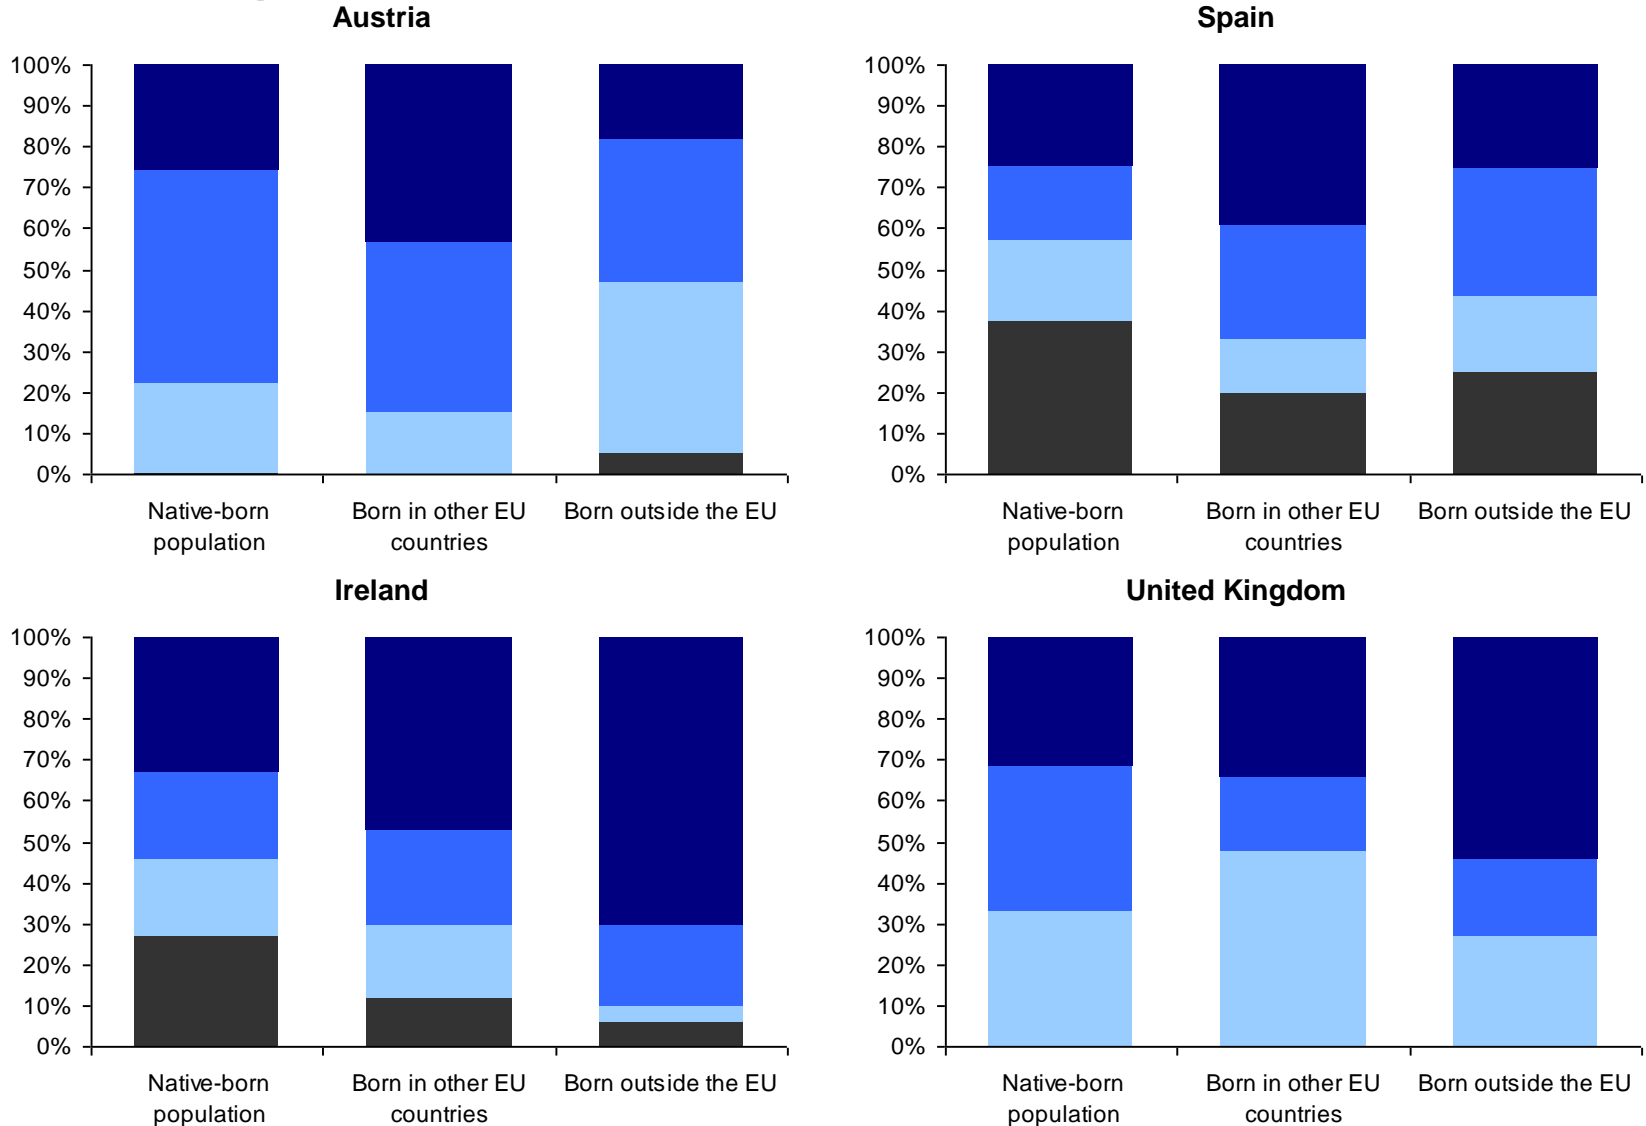 Austria
100%
90%
80%
70%
60%
50%
40%
30%
20%
10%
0%
Native-born
population
Born in other EU
countries
Born outside the EU
Spain
100%
90%
80%
70%
60%
50%
40%
30%
20%
10%
0%
Native-born
population
Born in other EU
countries
Born outside the EU
Ireland
100%
90%
80%
70%
60%
50%
40%
30%
20%
10%
0%
Native-born
population
Born in other EU
countries
Born outside the EU
United Kingdom
100%
90%
80%
70%
60%
50%
40%
30%
20%
10%
0%
Native-born
population
Born in other EU
countries
Born outside the EU